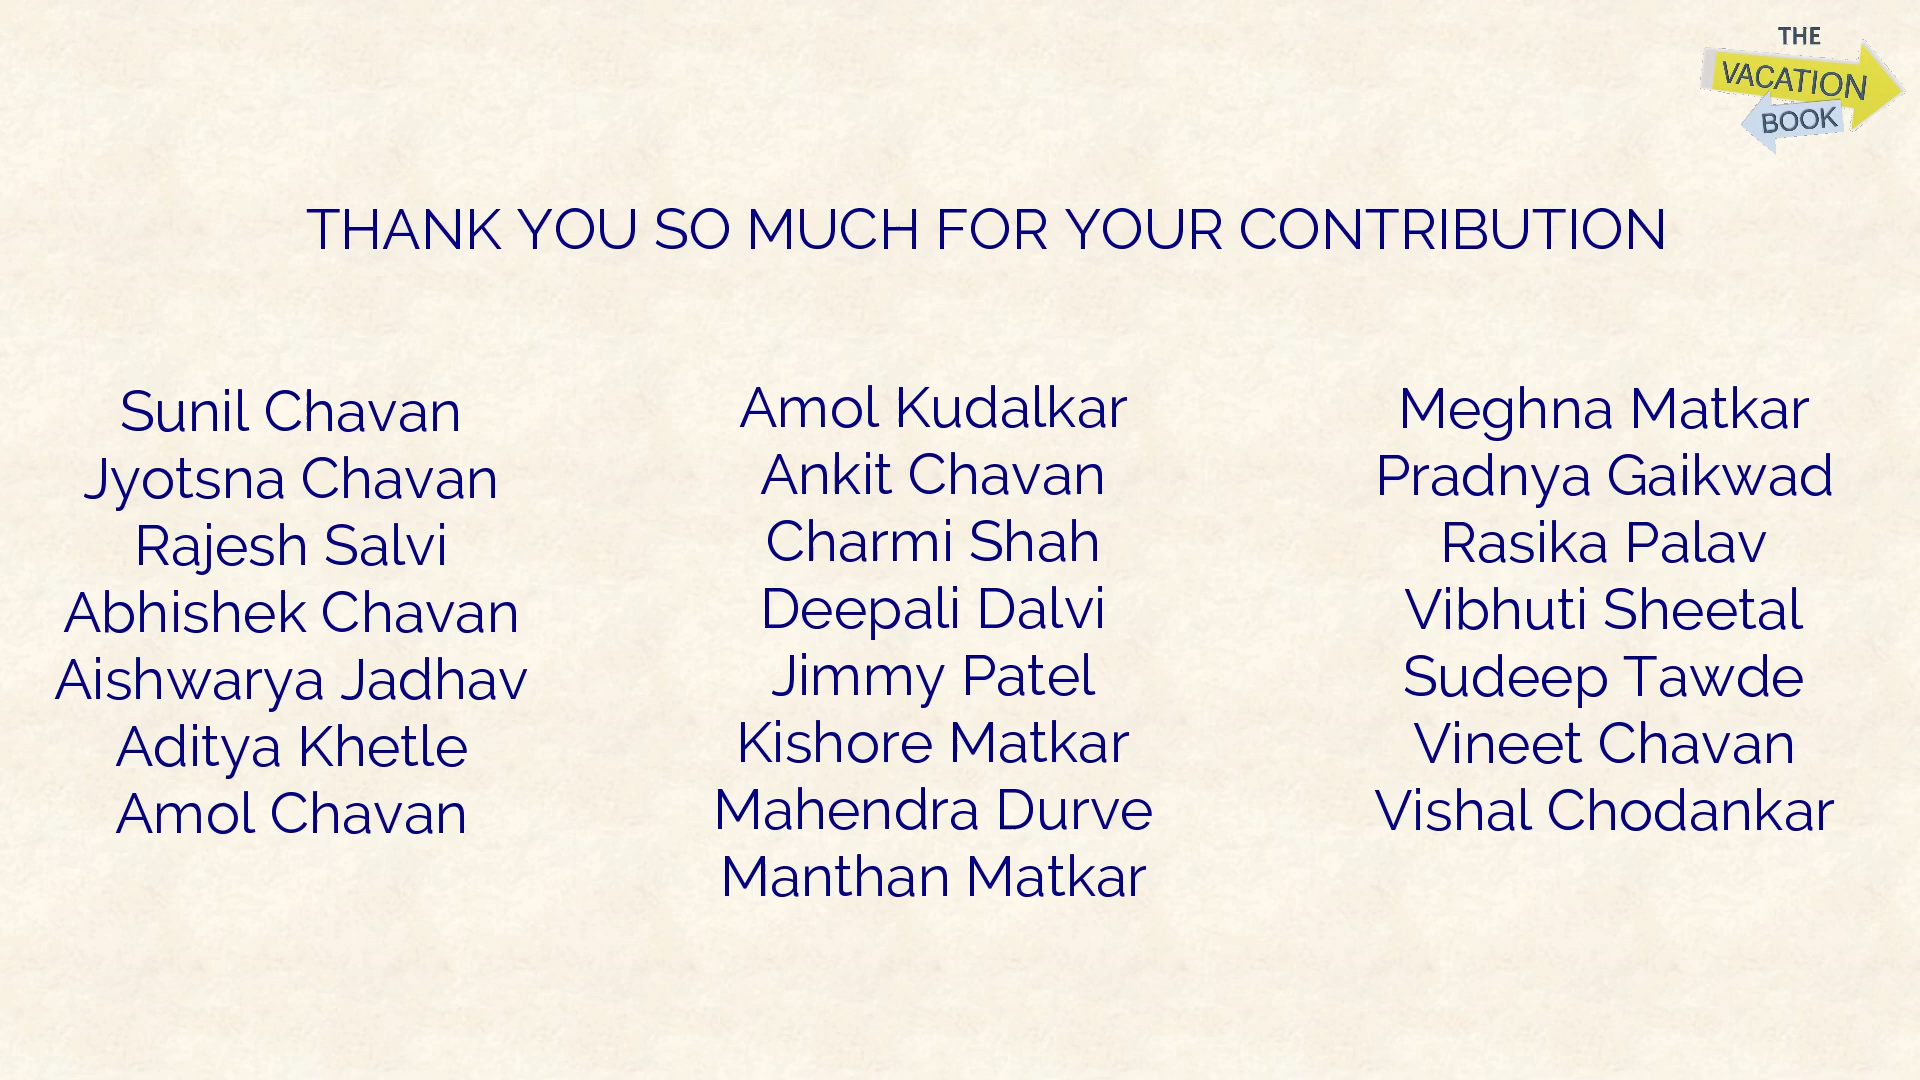 THE
VACATION
BOOK
THANK YOU SO MUCH FOR YOUR CONTRIBUTION
Sunil Chavan
Jyotsna Chavan
Rajesh Salvi
Abhishek Chavan
Aishwarya Jadhav
Aditya Khetle
Amol Chavan
Amol Kudalkar
Ankit Chavan
Charmi Shah
Deepali Dalvi
Jimmy Patel
Kishore Matkar
Mahendra Durve
Manthan Matkar
Meghna Matkar
Pradnya Gaikwad
Rasika Palav
Vibhuti Sheetal
Sudeep Tawde
Vineet Chavan
Vishal Chodankar